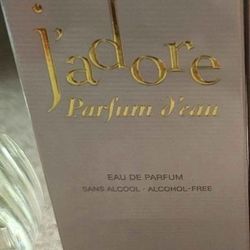 j'adore
Parfum d'eau
EAU DE PARFUM
SANS ALCOOL - ALCOHOL-FREE